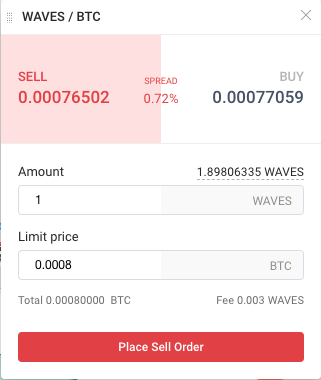 WAVES / BTC
SELL
SPREAD
BUY
0.00076502
0.72%
0.00077059
Amount
1.89806335 WAVES
1
WAVES
Limit price
0.0008
BTC
Total 0.00080000 BTC
Fee 0.003 WAVES
Place Sell Order